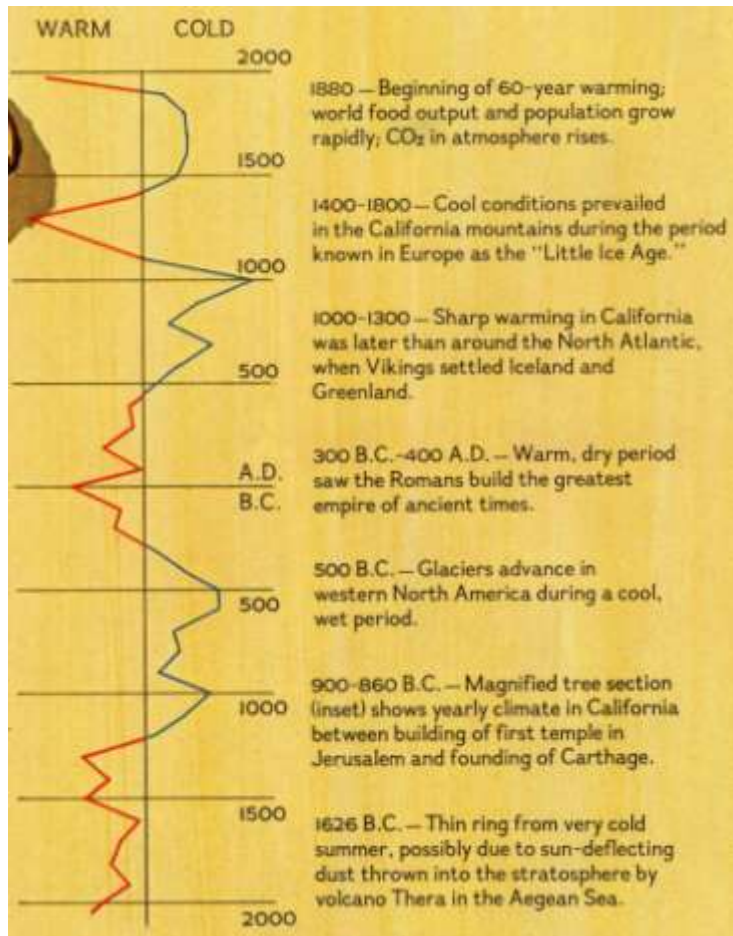 WARM COLD
2000
1880 — Beginning of 60-year warming;
world food output and population grow
rapidly; CO₂ in atmosphere rises.
1500
1400-1800 — Cool conditions prevailed
in the California mountains during the period
known in Europe as the "Little Ice Age."
1000
1000-1300 — Sharp warming in California
was later than around the North Atlantic,
when Vikings settled Iceland and
Greenland.
500
300 B.C.-400 A.D. — Warm, dry period
saw the Romans build the greatest
empire of ancient times.
A.D.
B.C.
500 B.C. — Glaciers advance in
western North America during a cool,
wet period.
500
900-860 B.C. — Magnified tree section
(inset) shows yearly climate in California
between building of first temple in
Jerusalem and founding of Carthage.
1000
1500
1626 B.C. — Thin ring from very cold
summer, possibly due to sun-deflecting
dust thrown into the stratosphere by
volcano Thera in the Aegean Sea.
2000